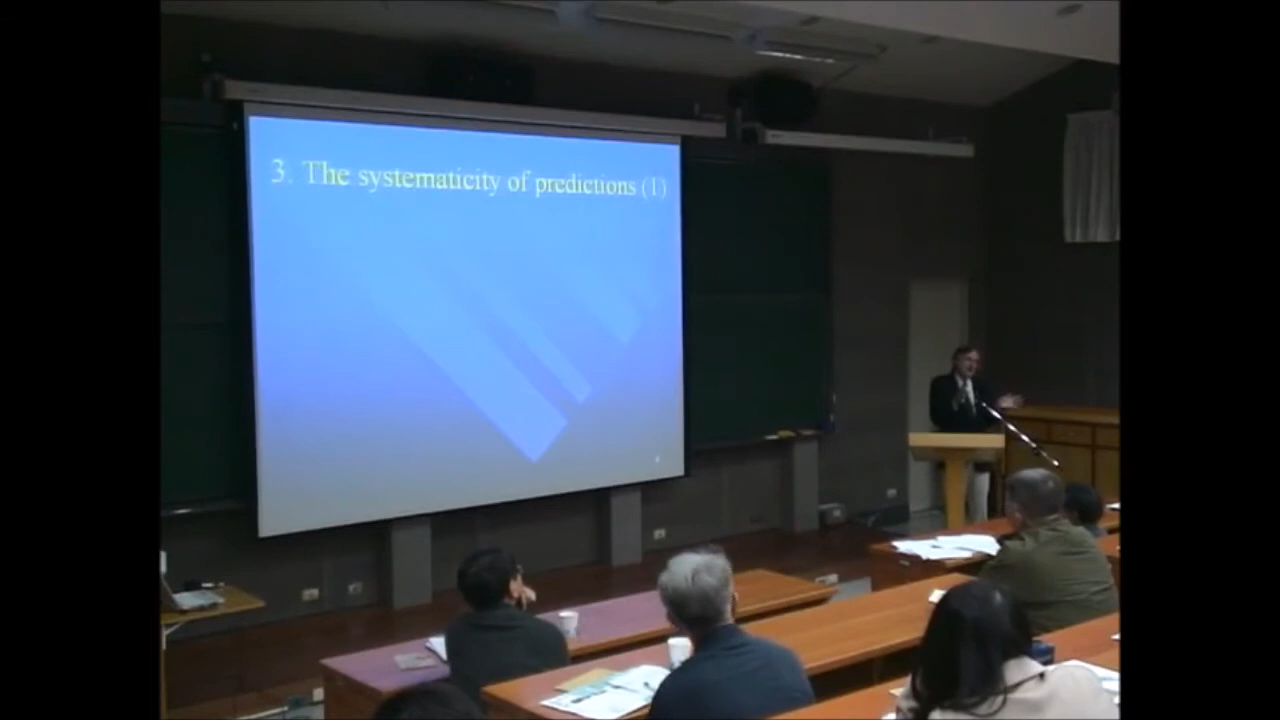 3. The systematicity of predictions (1)